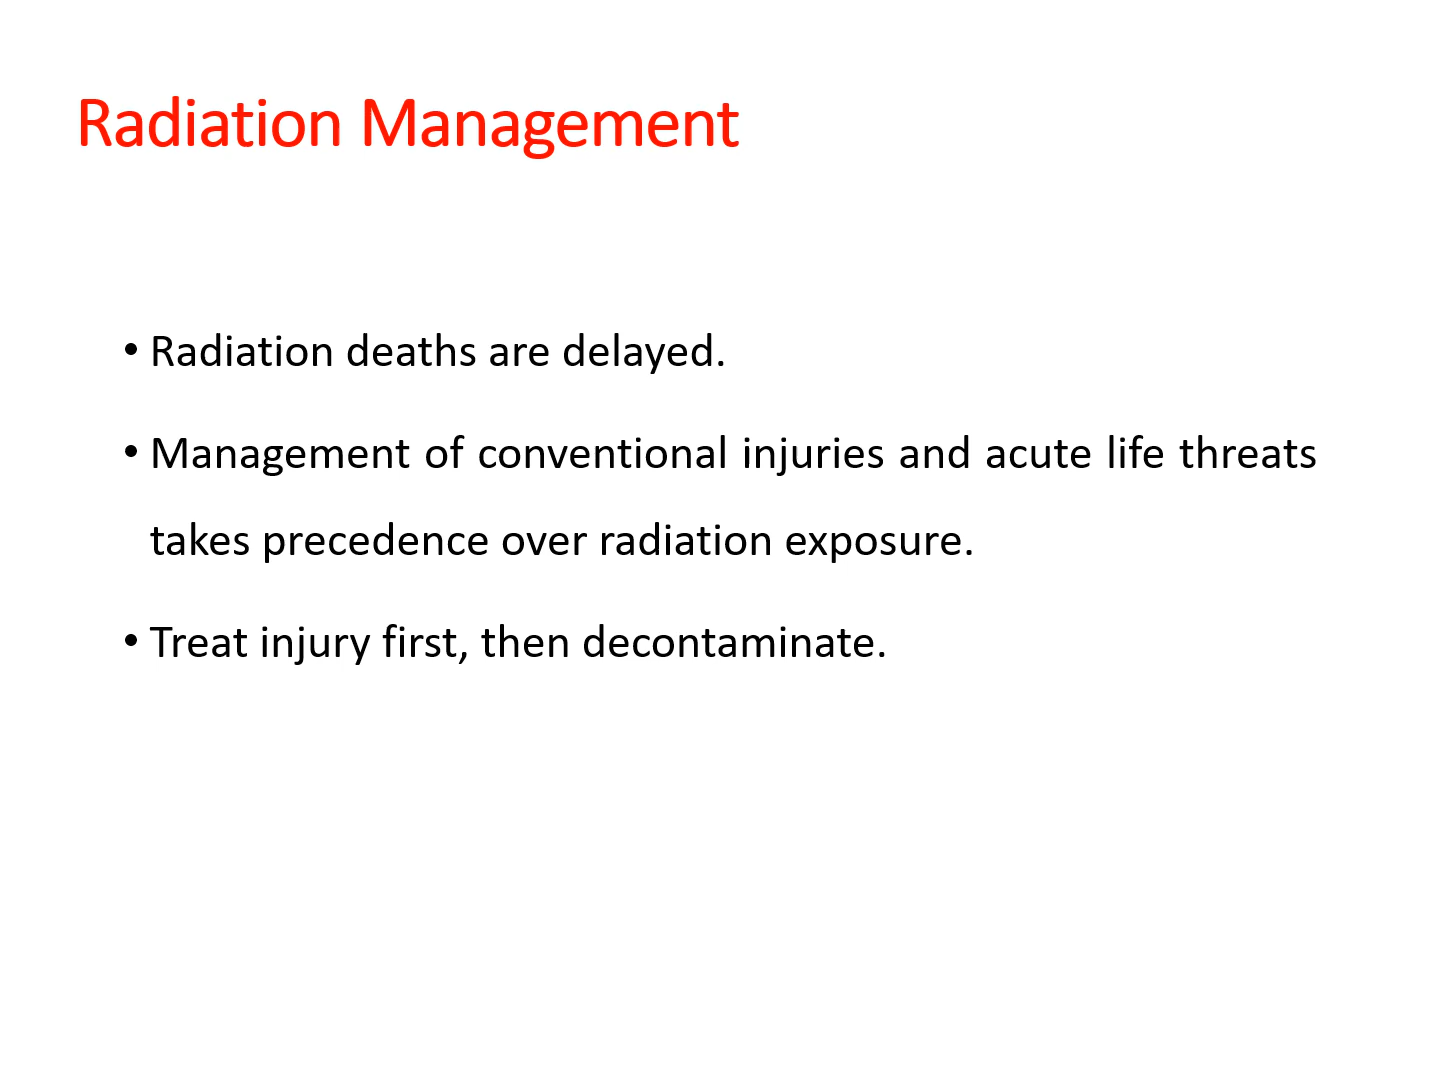 Radiation Management
• Radiation deaths are delayed.
• Management of conventional injuries and acute life threats
takes precedence over radiation exposure.
• Treat injury first, then decontaminate.